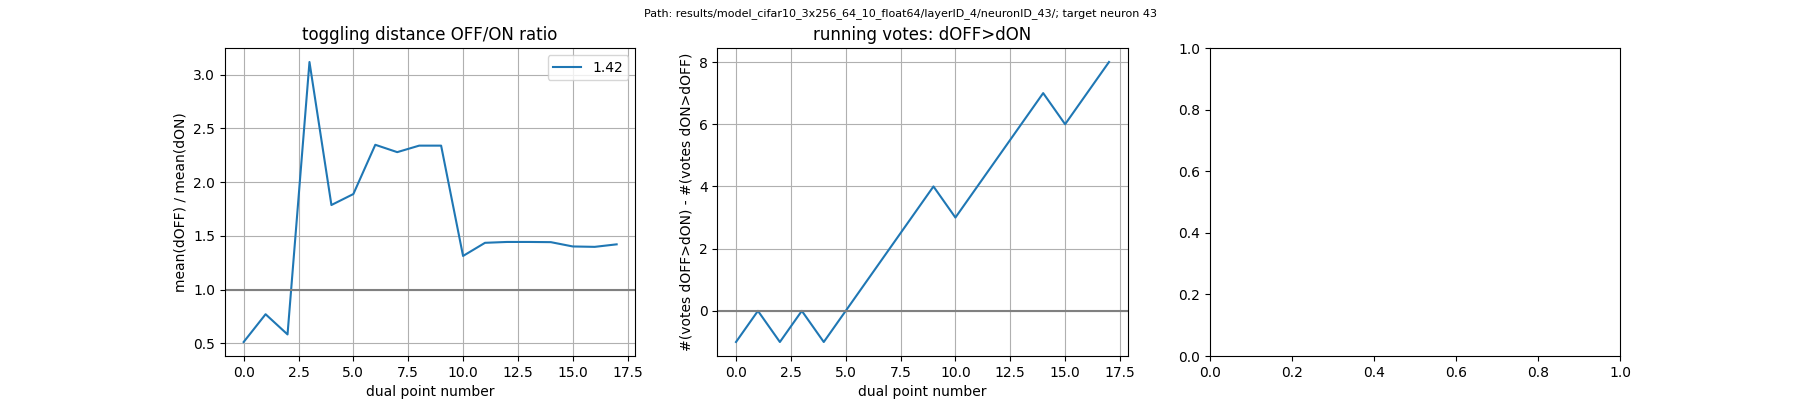 Path: results/model_cifar10_3x256_64_10_float64/layerID_4/neuronID_43/; target neuron 43
toggling distance OFF/ON ratio
mean(dOFF) / mean(dON)
3.0
2.5
2.0
1.5
1.0
0.5
1.42
0.0 2.5 5.0 7.5 10.0 12.5 15.0 17.5
dual point number
running votes: dOFF>dON
#(votes dOFF>dON) - #(votes dON>dOFF)
8
6
4
2
0
0.0 2.5 5.0 7.5 10.0 12.5 15.0 17.5
dual point number
1.0
0.8
0.6
0.4
0.2
0.0
0.0 0.2 0.4 0.6 0.8 1.0